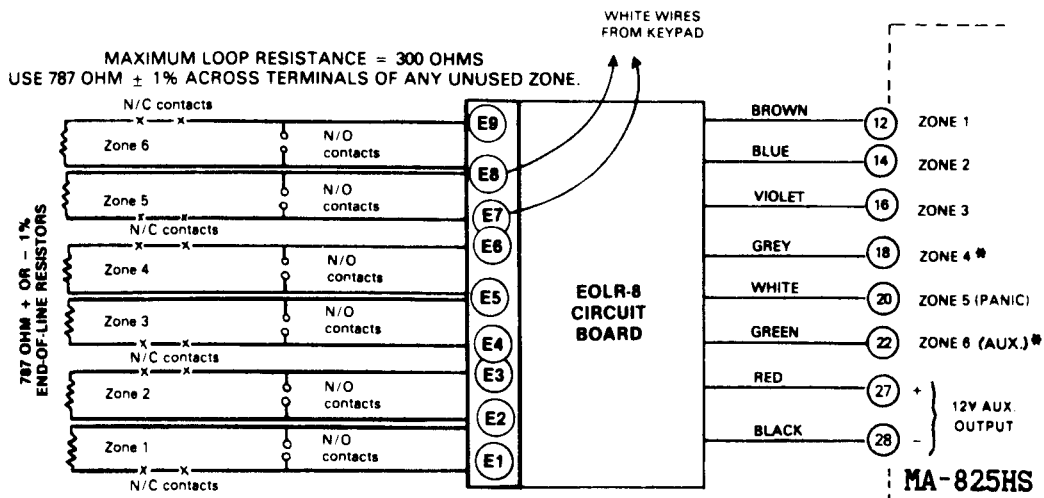 WHITE WIRES
FROM KEYPAD
MAXIMUM LOOP RESISTANCE = 300 OHMS
USE 787 OHM ± 1% ACROSS TERMINALS OF ANY UNUSED ZONE.
787 OHM + OR - 1%
END-OF-LINE RESISTORS
N/C contacts
Zone 6
N/O
contacts
Zone 5
N/O
contacts
N/C contacts
Zone 4
N/O
contacts
Zone 3
N/O
contacts
N/C contacts
Zone 2
N/O
contacts
Zone 1
N/O
contacts
N/C contacts
E9
E8
E7
E6
E5
E4
E3
E2
E1
EOLR-8
CIRCUIT
BOARD
BROWN 12 ZONE 1
BLUE 14 ZONE 2
VIOLET 16 ZONE 3
GREY 18 ZONE 4*
WHITE 20 ZONE 5 (PANIC)
GREEN 22 ZONE 6 (AUX.)*
RED 27 +
BLACK 28 -
12V AUX.
OUTPUT
MA-825HS